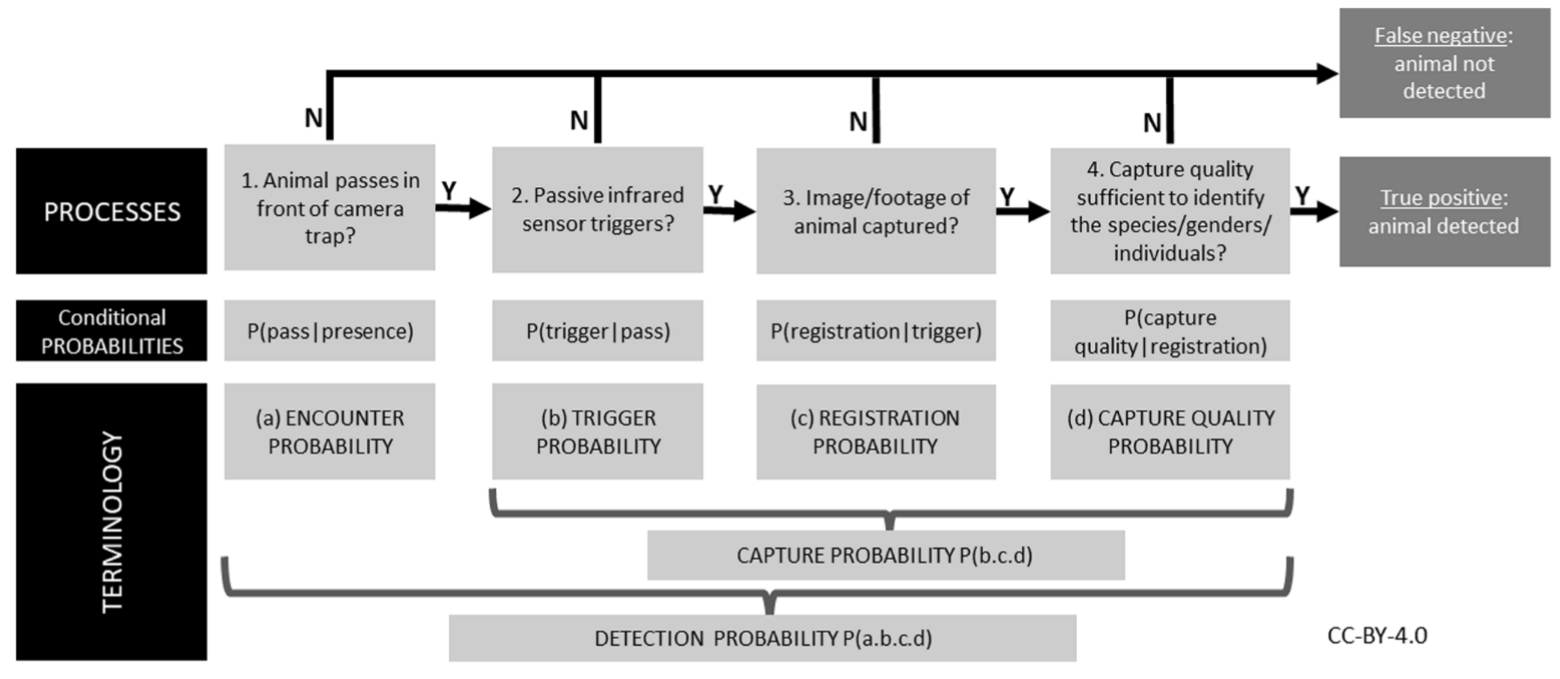 False negative:
animal not
detected
N
N
N
N
PROCESSES
1. Animal passes in
front of camera
trap?
Y
2. Passive infrared
sensor triggers?
Y
3. Image/footage of
animal captured?
Y
4. Capture quality
sufficient to identify
the species/genders/
individuals?
Y
True positive:
animal detected
Conditional
PROBABILITIES
P(pass|presence)
P(trigger|pass)
P(registration|trigger)
P(capture
quality|registration)
TERMINOLOGY
(a) ENCOUNTER
PROBABILITY
(b) TRIGGER
PROBABILITY
(c) REGISTRATION
PROBABILITY
(d) CAPTURE QUALITY
PROBABILITY
CAPTURE PROBABILITY P(b.c.d)
DETECTION PROBABILITY P(a.b.c.d)
CC-BY-4.0